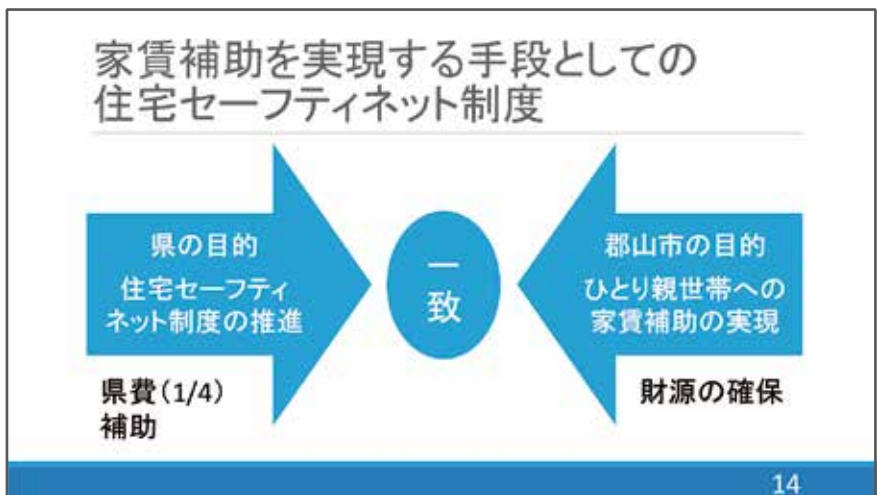 家賃補助を実現する手段としての
住宅セーフティネット制度
県の目的
住宅セーフティ
ネット制度の推進
県費(1/4)
補助
一
致
郡山市の目的
ひとり親世帯への
家賃補助の実現
財源の確保
14